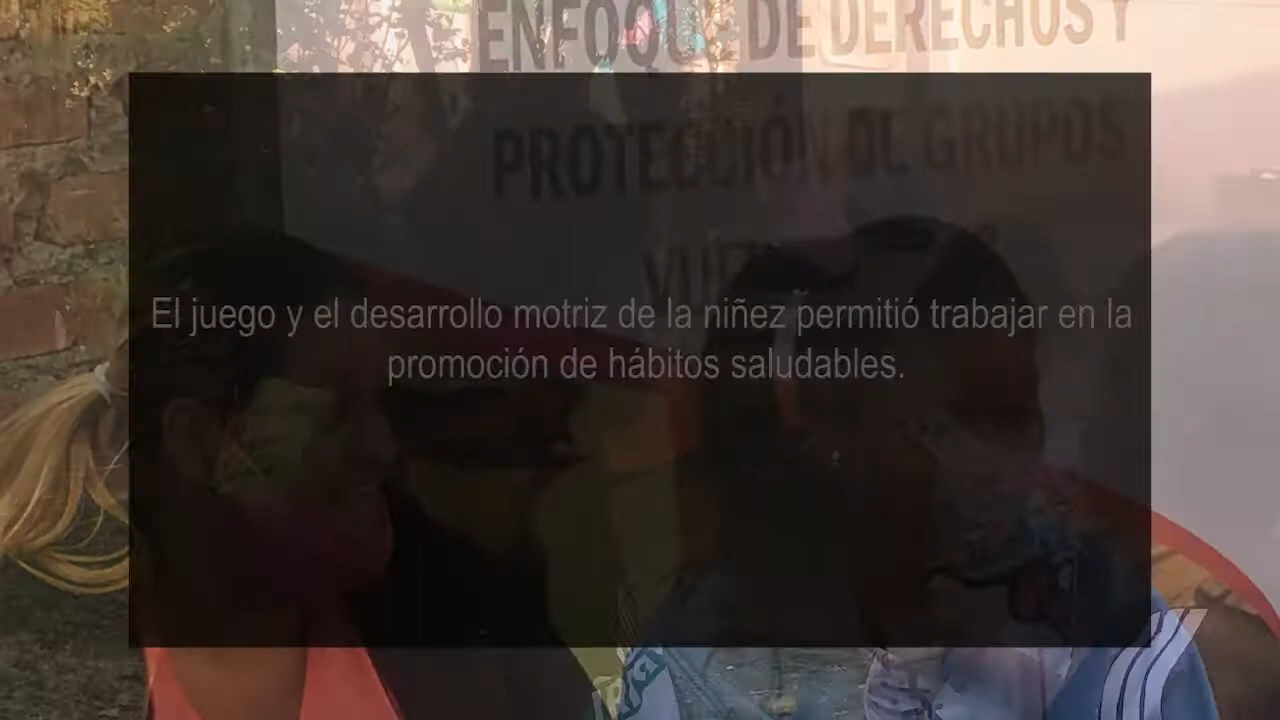 ENFOQUE DE DERECHOS Y
PROTECCIÓN DE GRUPOS
El juego y el desarrollo motriz de la niñez permitió trabajar en la
promoción de hábitos saludables.